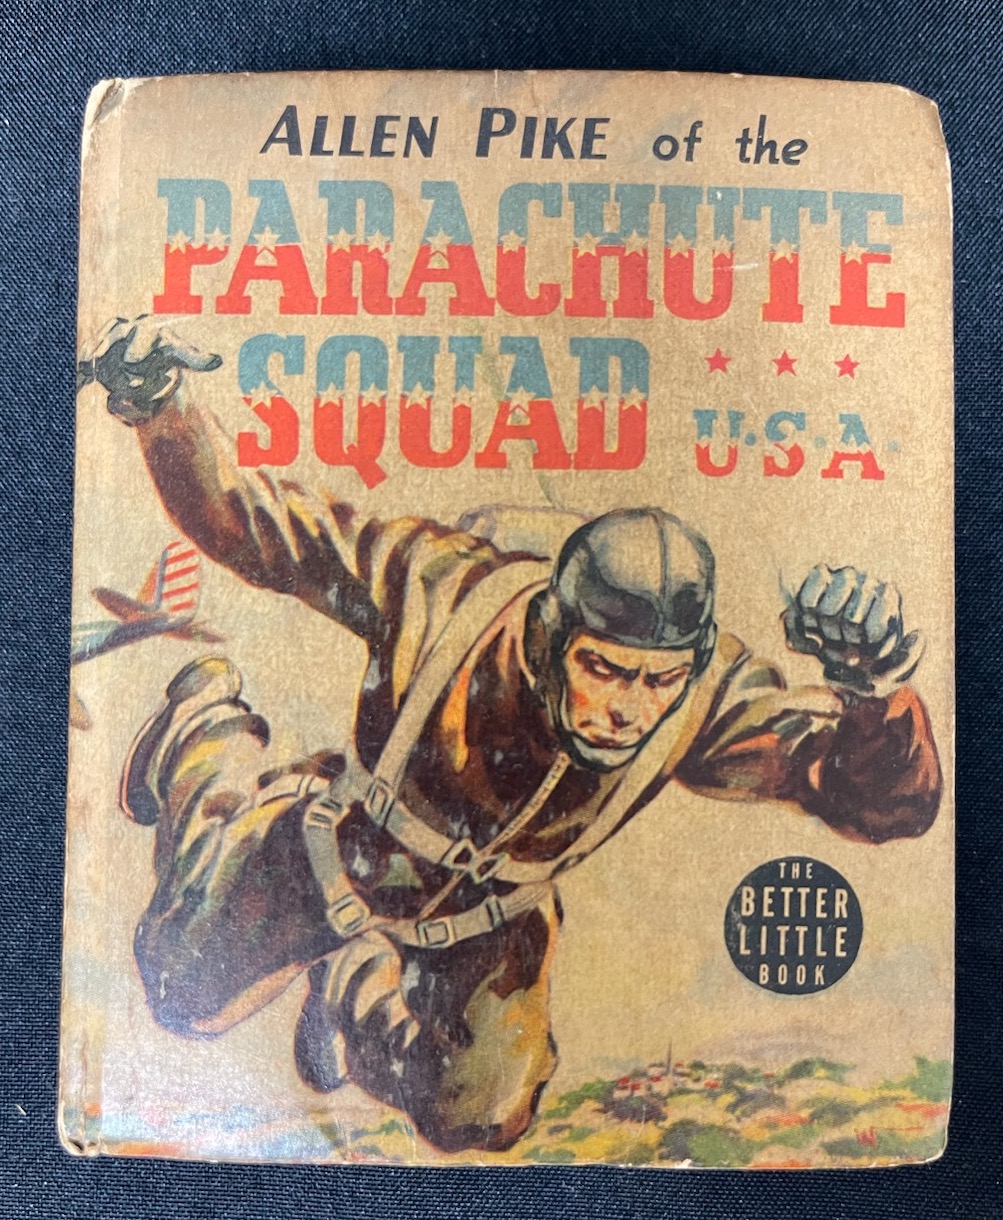 ALLEN PIKE of the
PARACHUTE
SQUAD
U·S·A·
THE
BETTER
LITTLE
BOOK